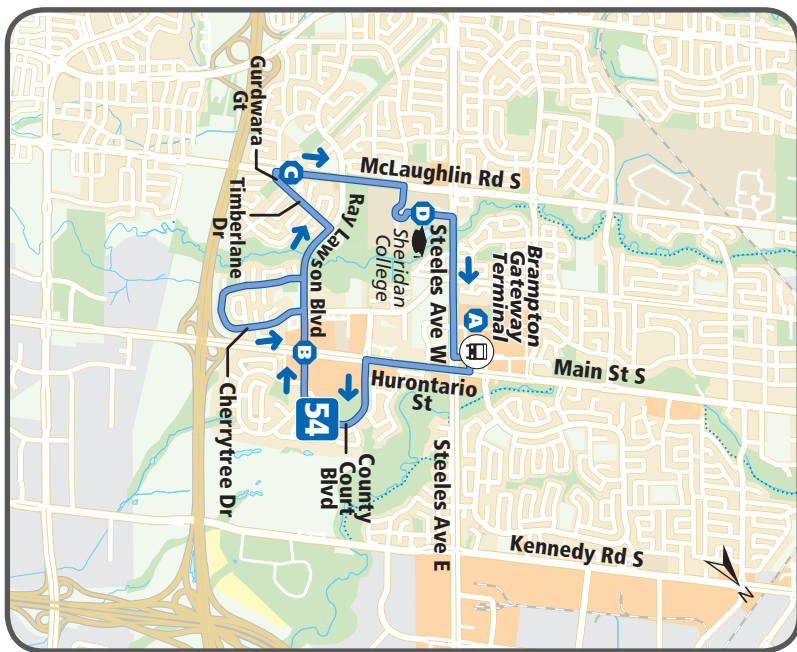 Gurdwara
Gt
McLaughlin Rd S
C
D
Timberlane
Dr
Ray Lawson Blvd
Sheridan
College
Steeles Ave W
Brampton
Gateway
Terminal
A
B
Hurontario
St
Main St S
Cherrytree Dr
54
County
Court
Blvd
Steeles Ave E
Kennedy Rd S
N